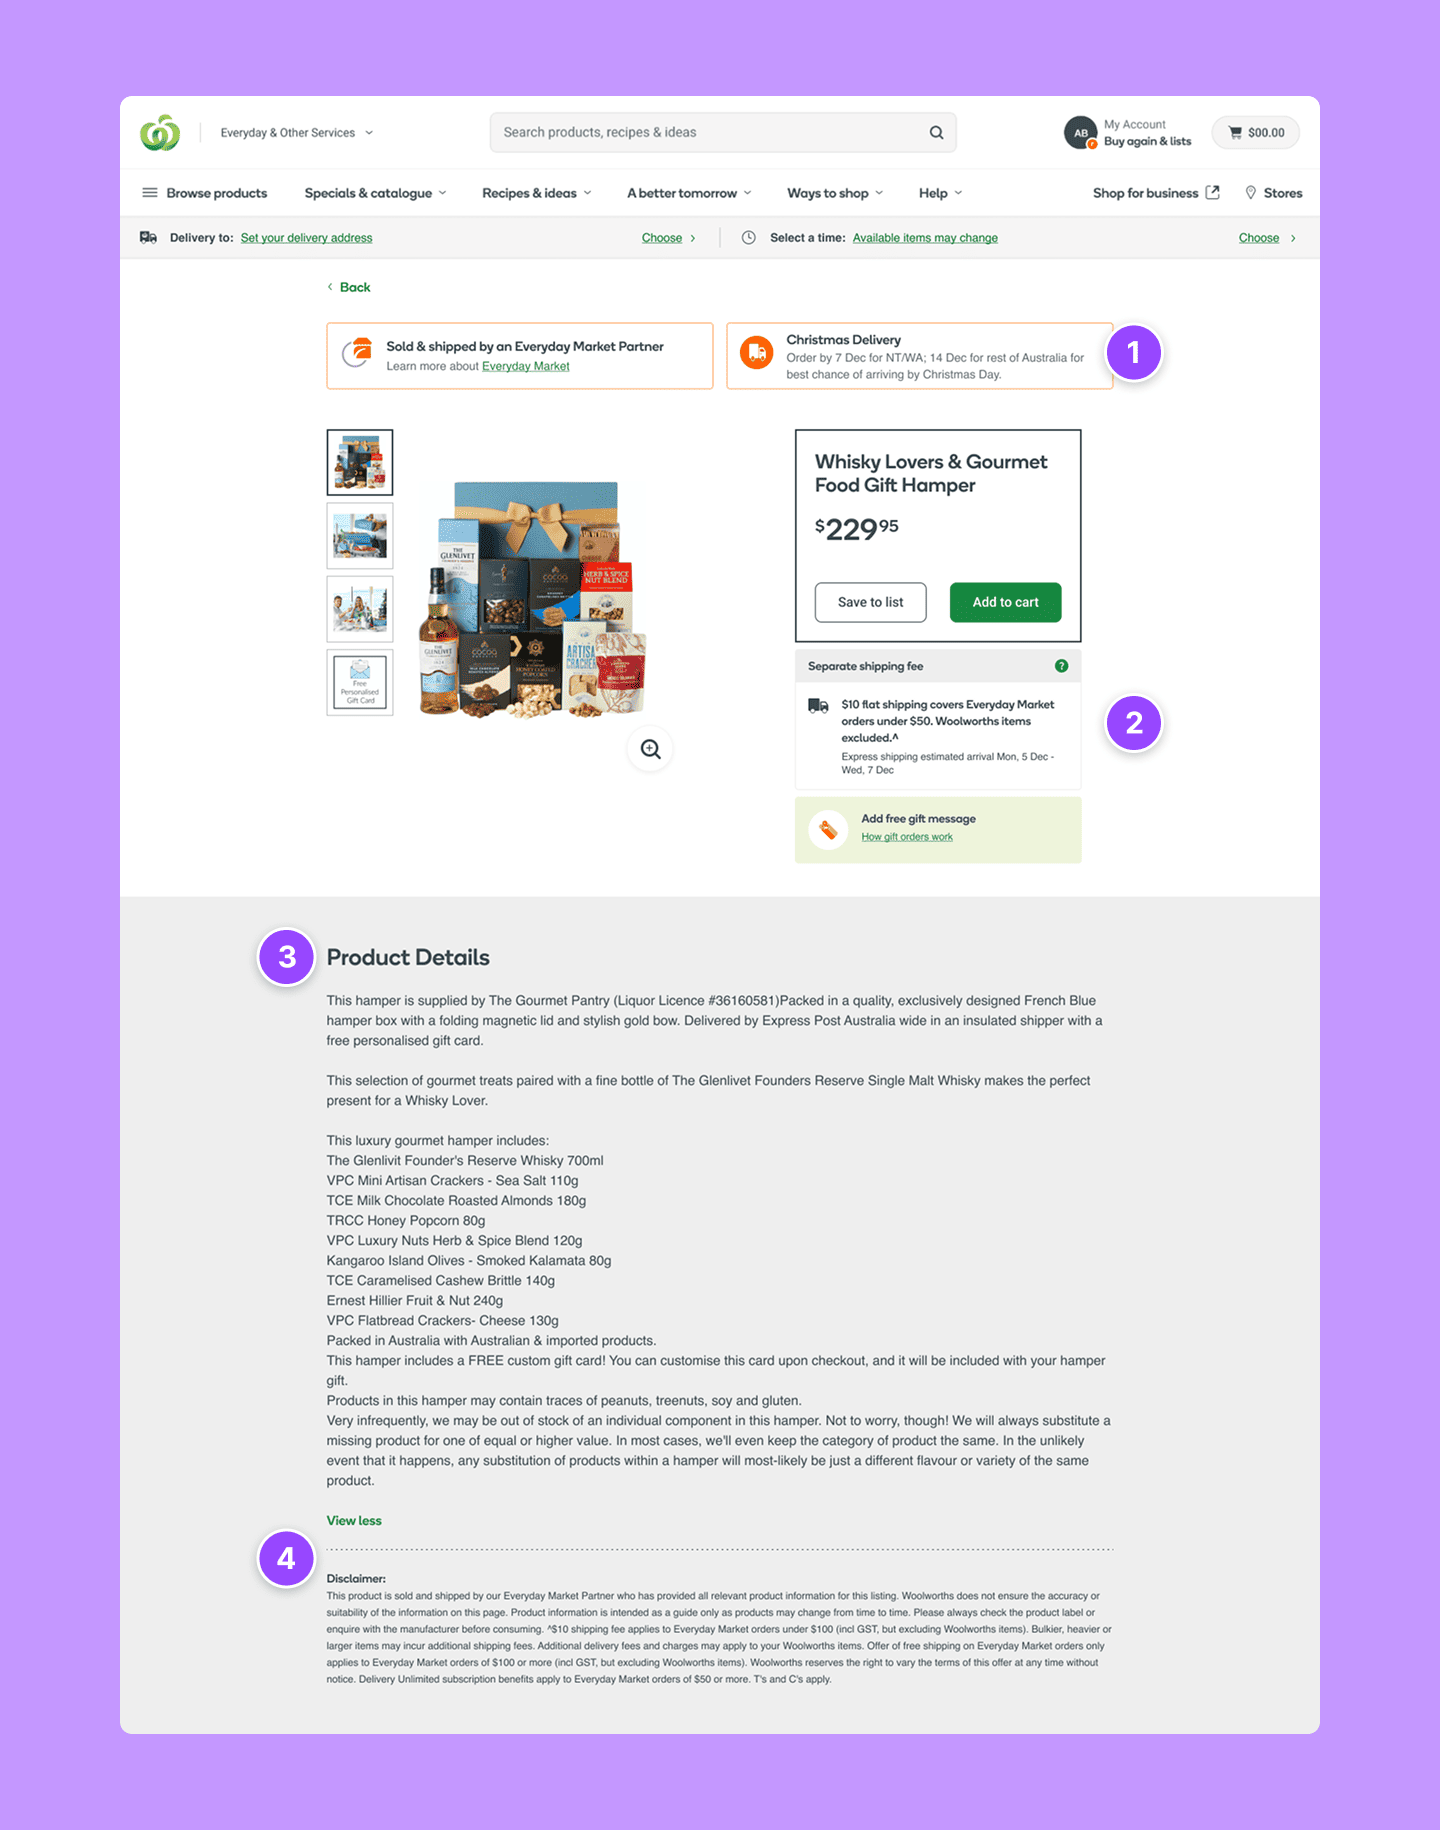 Everyday & Other Services
Search products, recipes & ideas
AB
My Account
Buy again & lists
$00.00
Browse products
Specials & catalogue
Recipes & ideas
A better tomorrow
Ways to shop
Help
Shop for business
Stores
Delivery to: Set your delivery address
Choose
Select a time: Available items may change
Choose
Back
Sold & shipped by an Everyday Market Partner
Learn more about Everyday Market
Christmas Delivery
Order by 7 Dec for NT/WA; 14 Dec for rest of Australia for
best chance of arriving by Christmas Day.
1
Free
Personalised
Gift Card
THE
GLENLIVET
COCOA
HERB & SPICE
NUT BLEND
THE
GLENLIVET
COCOA
HONEY COATED
POPCORN
ARTISAN
CRACKERS
Whisky Lovers & Gourmet
Food Gift Hamper
$229 95
Save to list
Add to cart
Separate shipping fee
?
$10 flat shipping covers Everyday Market
orders under $50. Woolworths items
excluded.^
Express shipping estimated arrival Mon, 5 Dec -
Wed, 7 Dec
2
Add free gift message
How gift orders work
3
Product Details
This hamper is supplied by The Gourmet Pantry (Liquor Licence #36160581)Packed in a quality, exclusively designed French Blue
hamper box with a folding magnetic lid and stylish gold bow. Delivered by Express Post Australia wide in an insulated shipper with a
free personalised gift card.
This selection of gourmet treats paired with a fine bottle of The Glenlivet Founders Reserve Single Malt Whisky makes the perfect
present for a Whisky Lover.
This luxury gourmet hamper includes:
The Glenlivit Founder's Reserve Whisky 700ml
VPC Mini Artisan Crackers - Sea Salt 110g
TCE Milk Chocolate Roasted Almonds 180g
TRCC Honey Popcorn 80g
VPC Luxury Nuts Herb & Spice Blend 120g
Kangaroo Island Olives - Smoked Kalamata 80g
TCE Caramelised Cashew Brittle 140g
Ernest Hillier Fruit & Nut 240g
VPC Flatbread Crackers- Cheese 130g
Packed in Australia with Australian & imported products.
This hamper includes a FREE custom gift card! You can customise this card upon checkout, and it will be included with your hamper
gift.
Products in this hamper may contain traces of peanuts, treenuts, soy and gluten.
Very infrequently, we may be out of stock of an individual component in this hamper. Not to worry, though! We will always substitute a
missing product for one of equal or higher value. In most cases, we'll even keep the category of product the same. In the unlikely
event that it happens, any substitution of products within a hamper will most-likely be just a different flavour or variety of the same
product.
View less
4
Disclaimer:
This product is sold and shipped by our Everyday Market Partner who has provided all relevant product information for this listing. Woolworths does not ensure the accuracy or
suitability of the information on this page. Product information is intended as a guide only as products may change from time to time. Please always check the product label or
enquire with the manufacturer before consuming. ^$10 shipping fee applies to Everyday Market orders under $100 (incl GST, but excluding Woolworths items). Bulkier, heavier or
larger items may incur additional shipping fees. Additional delivery fees and charges may apply to your Woolworths items. Offer of free shipping on Everyday Market orders only
applies to Everyday Market orders of $100 or more (incl GST, but excluding Woolworths items). Woolworths reserves the right to vary the terms of this offer at any time without
notice. Delivery Unlimited subscription benefits apply to Everyday Market orders of $50 or more. T's and C's apply.